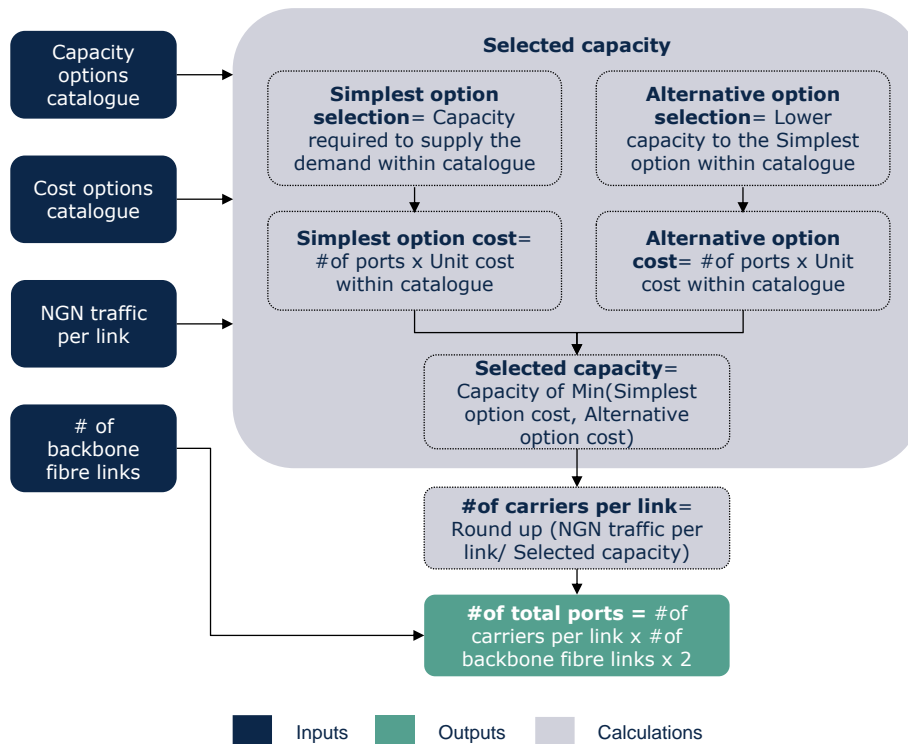 Capacity
options
catalogue
Cost options
catalogue
NGN traffic
per link
# of
backbone
fibre links
Selected capacity
Simplest option
selection= Capacity
required to supply the
demand within catalogue
Alternative option
selection= Lower
capacity to the Simplest
option within catalogue
Simplest option cost=
#of ports x Unit cost
within catalogue
Alternative option
cost= #of ports x Unit
cost within catalogue
Selected capacity=
Capacity of Min(Simplest
option cost, Alternative
option cost)
#of carriers per link=
Round up (NGN traffic per
link/ Selected capacity)
#of total ports = #of
carriers per link x #of
backbone fibre links x 2
Inputs
Outputs
Calculations